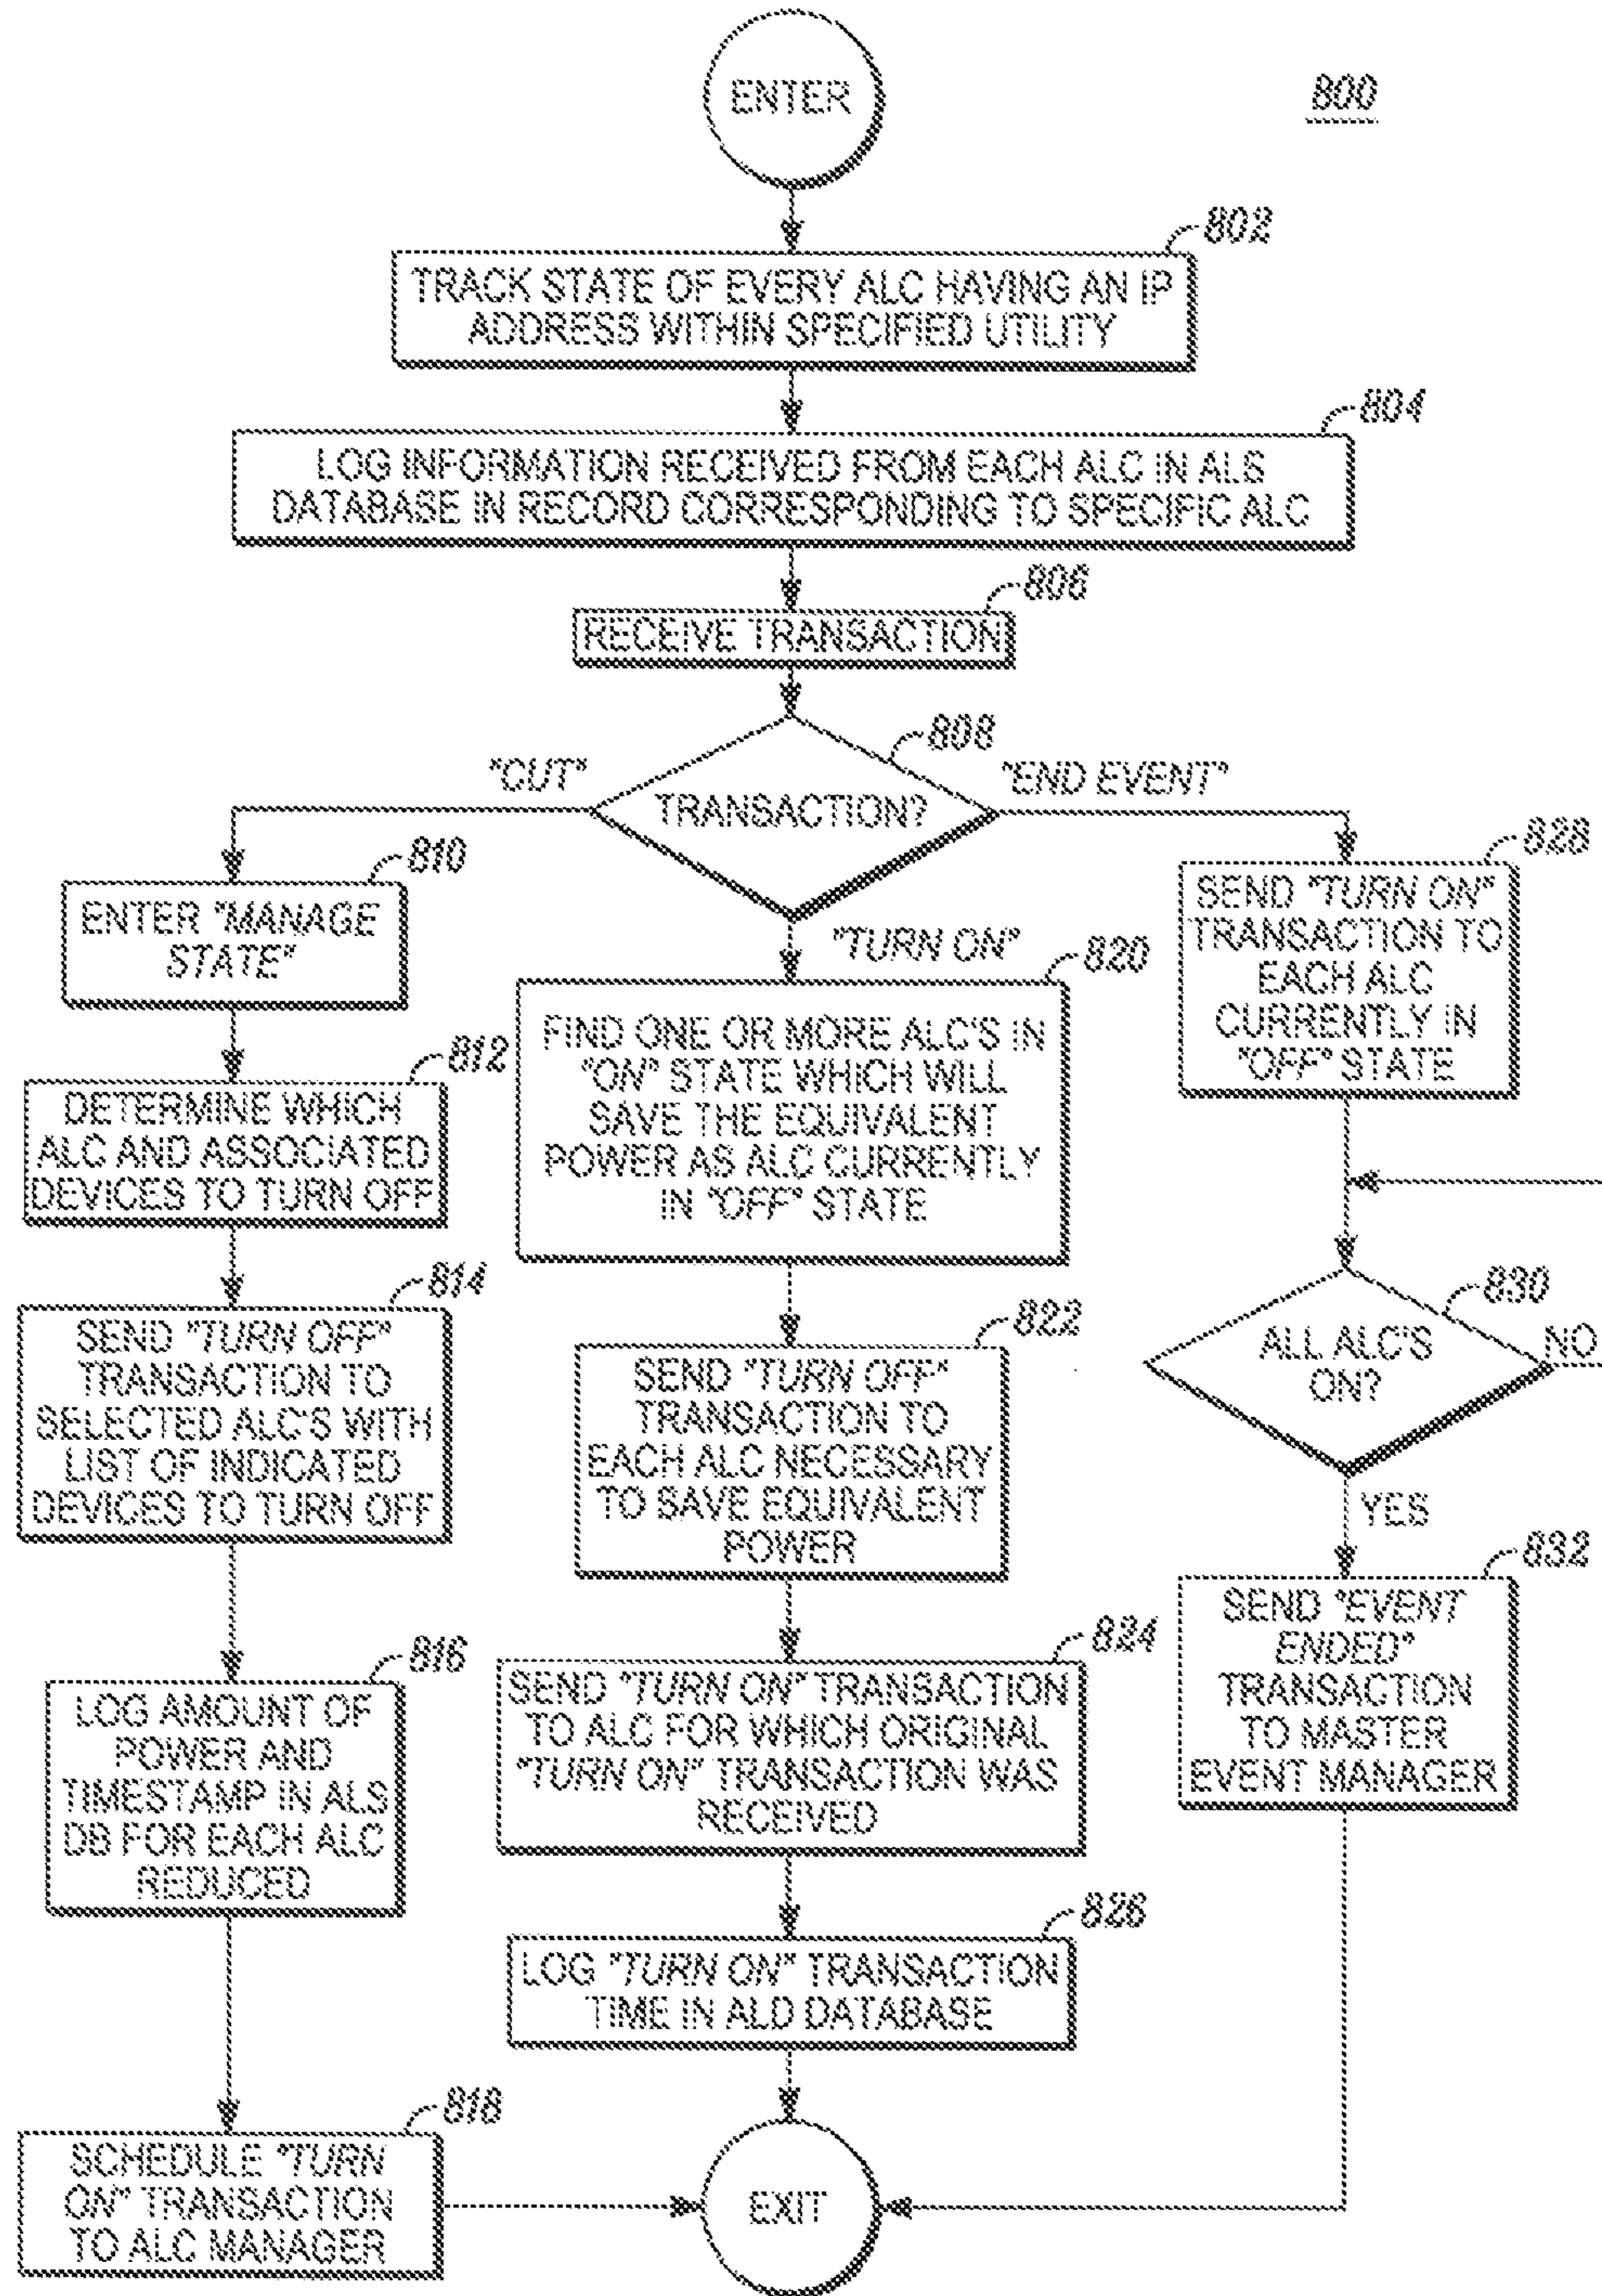 800
ENTER
802
TRACK STATE OF EVERY ALC HAVING AN IP
ADDRESS WITHIN SPECIFIED UTILITY
804
LOG INFORMATION RECEIVED FROM EACH ALC IN ALS
DATABASE IN RECORD CORRESPONDING TO SPECIFIC ALC
806
RECEIVE TRANSACTION
808
TRANSACTION?
"CUT"
810
ENTER "MANAGE
STATE"
812
DETERMINE WHICH
ALC AND ASSOCIATED
DEVICES TO TURN OFF
814
SEND "TURN OFF"
TRANSACTION TO
SELECTED ALC'S WITH
LIST OF INDICATED
DEVICES TO TURN OFF
816
LOG AMOUNT OF
POWER AND
TIMESTAMP IN ALS
DB FOR EACH ALC
REDUCED
818
SCHEDULE "TURN
ON" TRANSACTION
TO ALC MANAGER
"TURN ON"
820
FIND ONE OR MORE ALC'S IN
"ON" STATE WHICH WILL
SAVE THE EQUIVALENT
POWER AS ALC CURRENTLY
IN "OFF" STATE
822
SEND "TURN OFF"
TRANSACTION TO
EACH ALC NECESSARY
TO SAVE EQUIVALENT
POWER
824
SEND "TURN ON" TRANSACTION
TO ALC FOR WHICH ORIGINAL
"TURN ON" TRANSACTION WAS
RECEIVED
826
LOG "TURN ON" TRANSACTION
TIME IN ALD DATABASE
"END EVENT"
828
SEND "TURN ON"
TRANSACTION TO
EACH ALC
CURRENTLY IN
"OFF" STATE
830
ALL ALC'S
ON?
NO
YES
832
SEND "EVENT
ENDED"
TRANSACTION
TO MASTER
EVENT MANAGER
EXIT